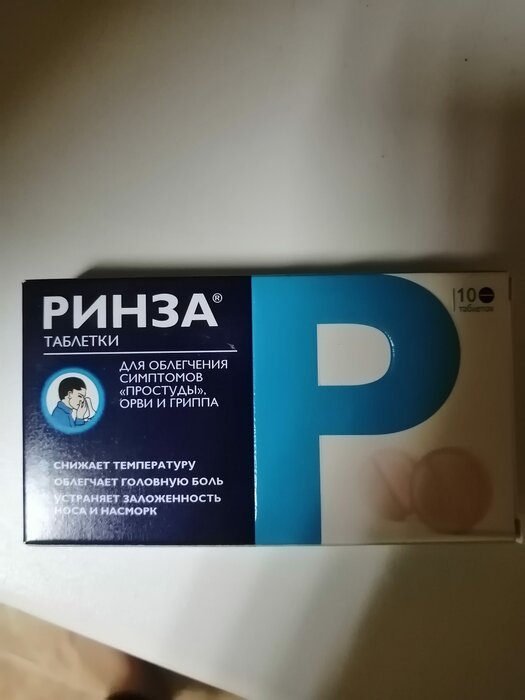 РИНЗА®
ТАБЛЕТКИ
ДЛЯ ОБЛЕГЧЕНИЯ
СИМПТОМОВ
«ПРОСТУДЫ»,
ОРВИ И ГРИППА
СНИЖАЕТ ТЕМПЕРАТУРУ
ОБЛЕГЧАЕТ ГОЛОВНУЮ БОЛЬ
УСТРАНЯЕТ ЗАЛОЖЕННОСТЬ
НОСА И НАСМОРК
Р
10
таблеток